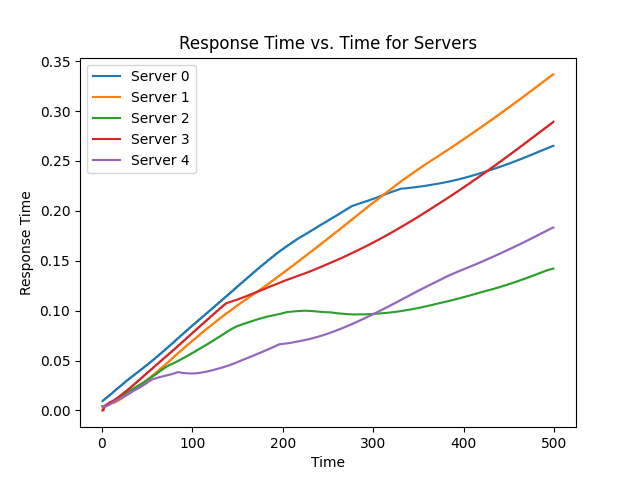 Response Time vs. Time for Servers
Server 0
Server 1
Server 2
Server 3
Server 4
Response Time
0.35
0.30
0.25
0.20
0.15
0.10
0.05
0.00
0
100
200
300
400
500
Time